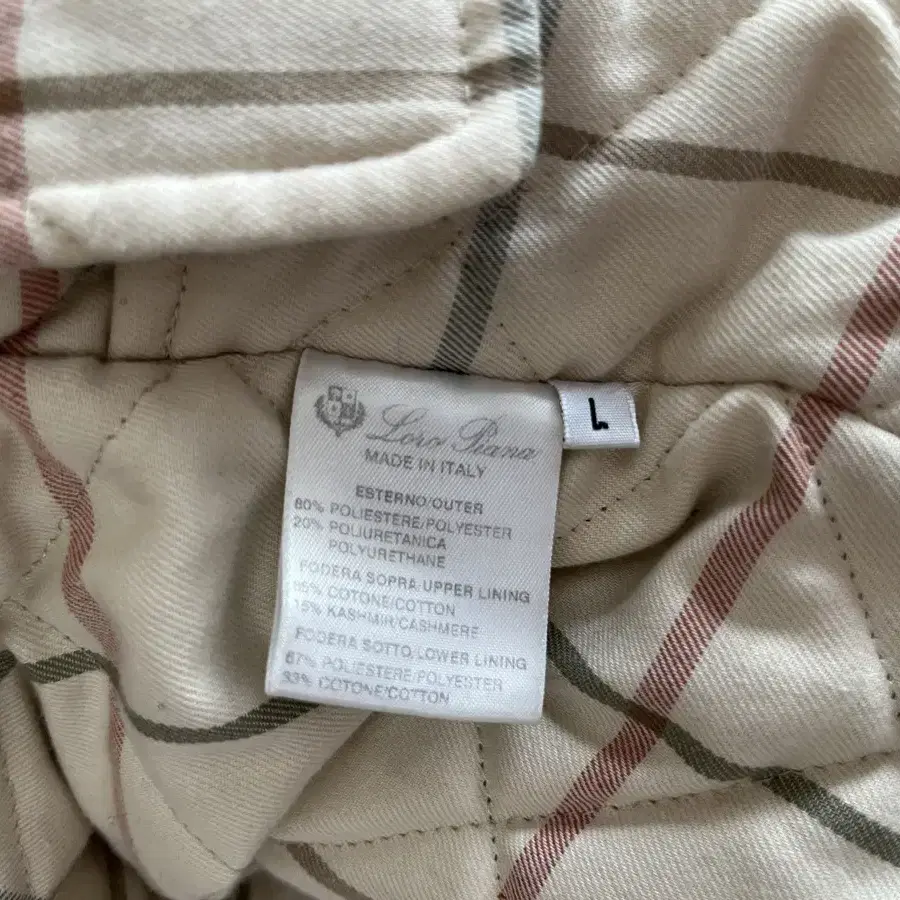 Loro Piana
L
MADE IN ITALY
ESTERNO/OUTER
80% POLIESTERE/POLYESTER
20% POLIURETANICA
POLYURETHANE
FODERA SOPRA UPPER LINING
85% COTONE/COTTON
15% KASHMIR/CASHMERE
FODERA SOTTO LOWER LINING
67% POLIESTERE/POLYESTER
33% COTONE/COTTON